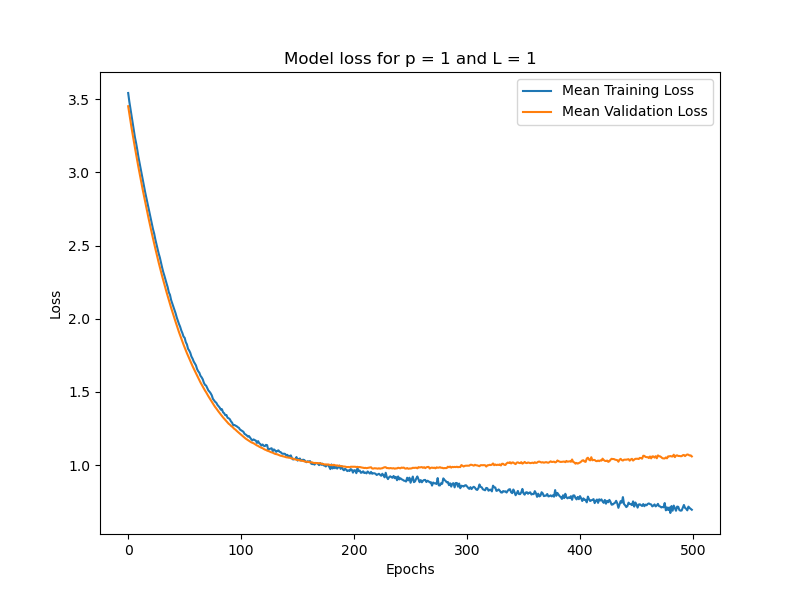 Model loss for p = 1 and L = 1
Mean Training Loss
Mean Validation Loss
Loss
3.5
3.0
2.5
2.0
1.5
1.0
0
100
200
300
400
500
Epochs